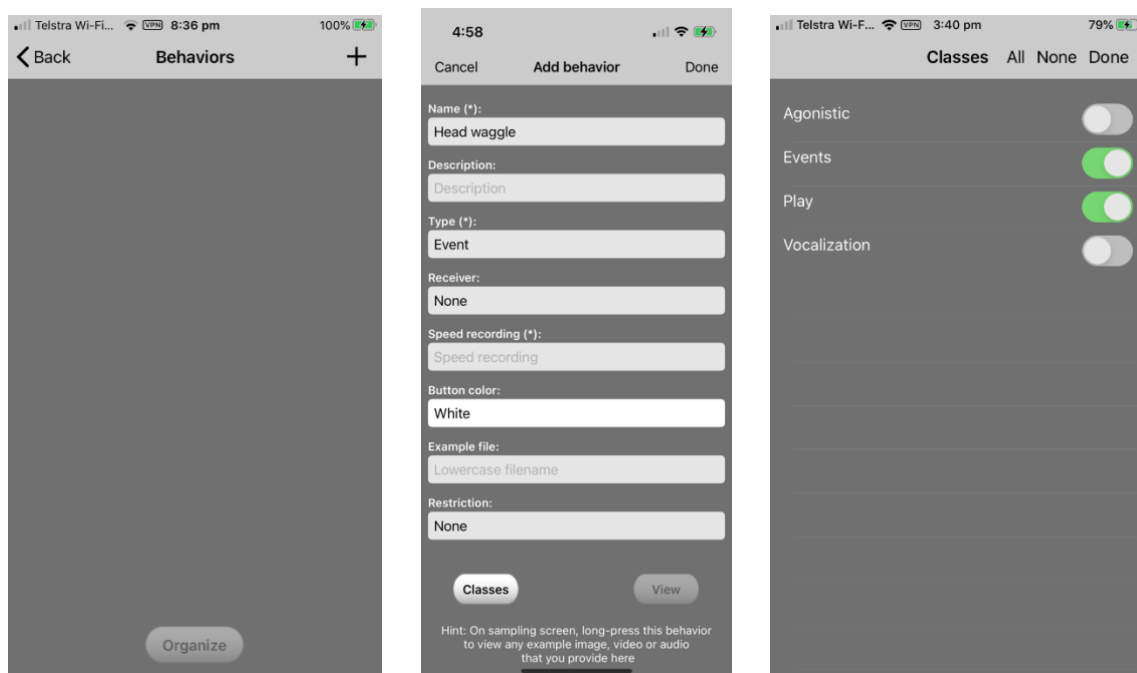 Telstra Wi-Fi... VPN 8:36 pm 100%
Back Behaviors +
Organize
4:58
Cancel Add behavior Done
Name (*):
Head waggle
Description:
Description
Type (*):
Event
Receiver:
None
Speed recording (*):
Speed recording
Button color:
White
Example file:
Lowercase filename
Restriction:
None
Classes View
Hint: On sampling screen, long-press this behavior
to view any example image, video or audio
that you provide here
Telstra Wi-F... VPN 3:40 pm 79%
Classes All None Done
Agonistic
Events
Play
Vocalization